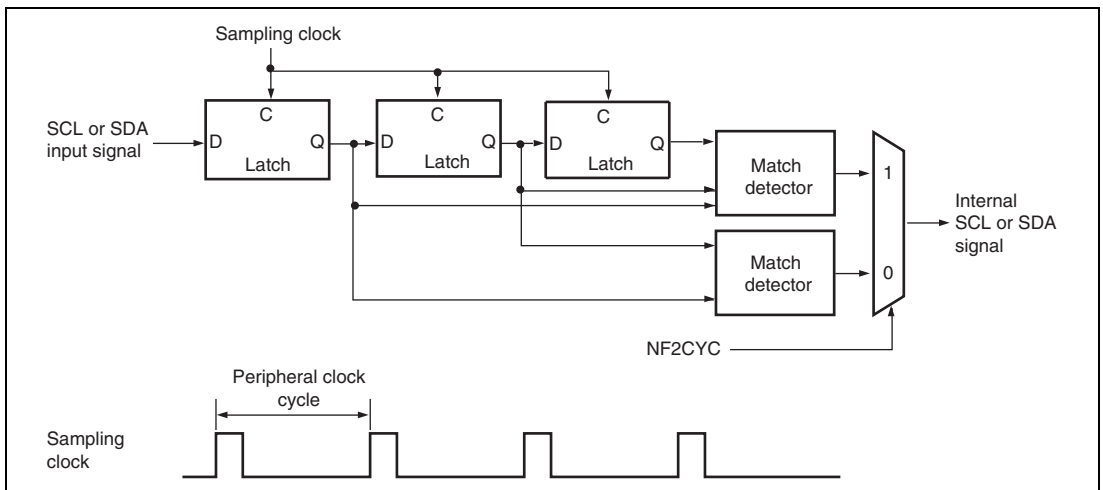 Sampling clock
SCL or SDA
input signal
C
D
Q
Latch
C
D
Q
Latch
C
D
Q
Latch
Match
detector
Match
detector
1
0
Internal
SCL or SDA
signal
NF2CYC
Peripheral clock
cycle
Sampling
clock